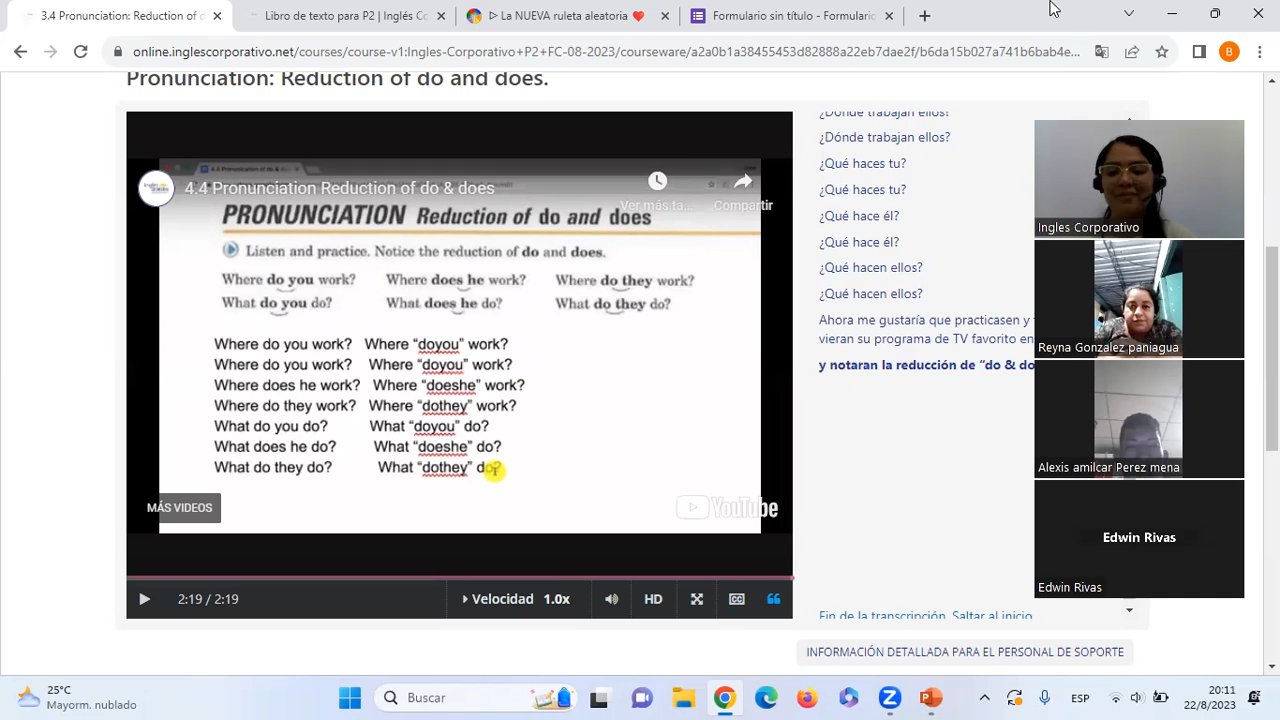 3.4 Pronunciation: Reduction of d
Libro de texto para P2 | Inglés C
▷ La NUEVA ruleta aleatoria ❤️
Formulario sin título - Formulario
online.inglescorporativo.net/courses/course-v1:Ingles-Corporativo+P2+FC-08-2023/courseware/a2a0b1a38455453d82888a22eb7dae2f/b6da15b027a741b6bab4e...
B
Pronunciation: Reduction of do and does.
4.4 Pronunciation Reduction of do & does
4.4 Pronunciation Reduction of do & does
Ver más ta...
Compartir
PRONUNCIATION Reduction of do and does
Listen and practice. Notice the reduction of do and does.
Where do you work? Where does he work? Where do they work?
What do you do? What does he do? What do they do?
Where do you work? Where “doyou” work?
Where do you work? Where “doyou” work?
Where does he work? Where “doeshe” work?
Where do they work? Where “dothey” work?
What do you do? What “doyou” do?
What does he do? What “doeshe” do?
What do they do? What “dothey” do?
MÁS VIDEOS
YouTube
2:19 / 2:19
Velocidad 1.0x
HD
¿Dónde trabajan ellos?
¿Dónde trabajan ellos?
¿Qué haces tu?
¿Qué haces tu?
¿Qué hace él?
¿Qué hace él?
¿Qué hacen ellos?
¿Qué hacen ellos?
Ahora me gustaría que practicasen y
vieran su programa de TV favorito en
y notaran la reducción de “do & do
Fin de la transcripción. Saltar al inicio
INFORMACIÓN DETALLADA PARA EL PERSONAL DE SOPORTE
Ingles Corporativo
Reyna Gonzalez paniagua
Alexis amilcar Perez mena
Edwin Rivas
Edwin Rivas
25°C
Mayorm. nublado
Buscar
ESP
20:11
22/8/2023